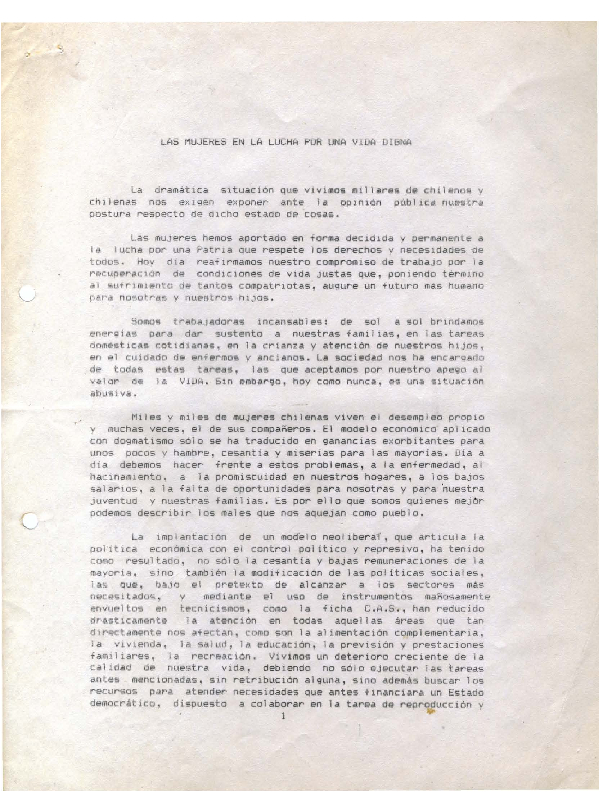 LAS MUJERES EN LA LUCHA POR UNA VIDA DIGNA
La dramática situación que vivimos millares de chilenos y
chilenas nos exigen exponer ante la opinión pública nuestra
postura respecto de dicho estado de cosas.
Las mujeres hemos aportado en forma decidida y permanente a
la lucha por una Patria que respete los derechos y necesidades de
todos. Hoy día reafirmamos nuestro compromiso de trabajo por la
recuperación de condiciones de vida justas que, poniendo término
al sufrimiento de tantos compatriotas, augure un futuro más humano
para nosotras y nuestros hijos.
Somos trabajadoras incansables: de sol a sol brindamos
energías para dar sustento a nuestras familias, en las tareas
domésticas cotidianas, en la crianza y atención de nuestros hijos,
en el cuidado de enfermos y ancianos. La sociedad nos ha encargado
de todas estas tareas, las que aceptamos por nuestro apego al
valor de la VIDA. Sin embargo, hoy como nunca, es una situación
abusiva.
Miles y miles de mujeres chilenas viven el desempleo propio
y muchas veces, el de sus compañeros. El modelo económico aplicado
con dogmatismo sólo se ha traducido en ganancias exorbitantes para
unos pocos y hambre, cesantía y miserias para las mayorías. Día a
día debemos hacer frente a estos problemas, a la enfermedad, al
hacinamiento, a la promiscuidad en nuestros hogares, a los bajos
salarios, a la falta de oportunidades para nosotras y para nuestra
juventud y nuestras familias. Es por ello que somos quienes mejor
podemos describir los males que nos aquejan como pueblo.
La implantación de un modelo neoliberal, que articula la
política económica con el control político y represivo, ha tenido
como resultado, no sólo la cesantía y bajas remuneraciones de la
mayoría, sino también la modificación de las políticas sociales,
las que, bajo el pretexto de alcanzar a los sectores más
necesitados, y mediante el uso de instrumentos mañosamente
envueltos en tecnicismos, como la ficha C.A.S., han reducido
drásticamente la atención en todas aquellas áreas que tan
directamente nos afectan, como son la alimentación complementaria,
la vivienda, la salud, la educación, la previsión y prestaciones
familiares, la recreación. Vivimos un deterioro creciente de la
calidad de nuestra vida, debiendo no sólo ejecutar las tareas
antes mencionadas, sin retribución alguna, sino además buscar los
recursos para atender necesidades que antes financiara un Estado
democrático, dispuesto a colaborar en la tarea de reproducción y
1